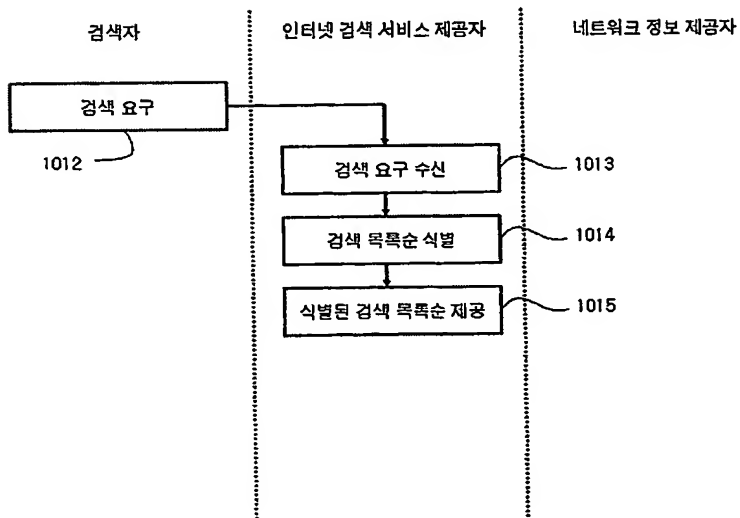 검색자
인터넷 검색 서비스 제공자
네트워크 정보 제공자
검색 요구
1012
검색 요구 수신
1013
검색 목록순 식별
1014
식별된 검색 목록순 제공
1015